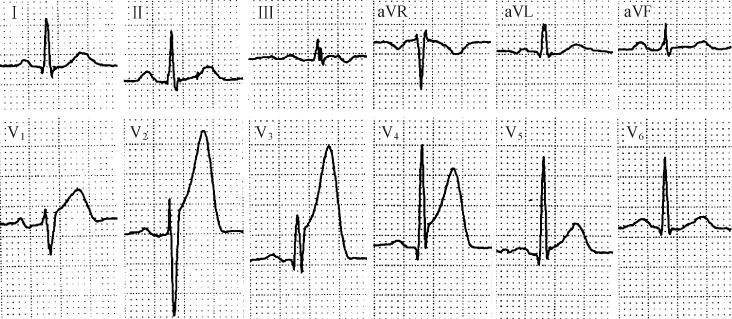 I II III aVR aVL aVF
V₁ V₂ V₃ V₄ V₅ V₆